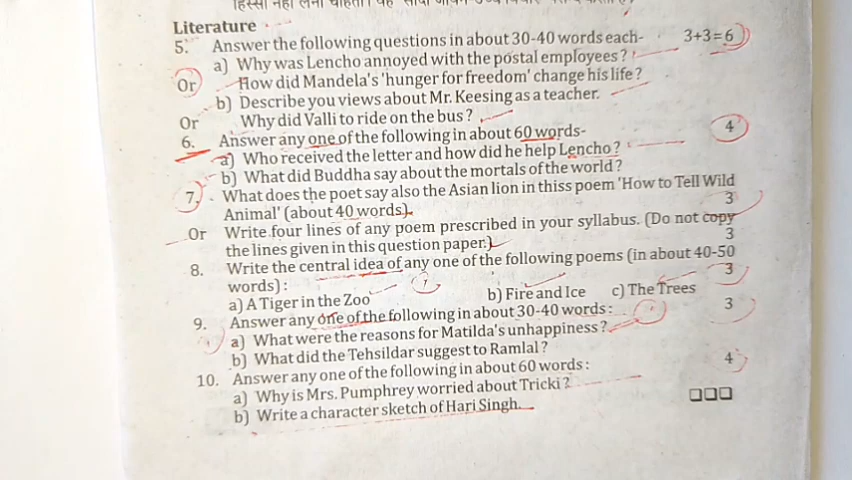 हिस्सा नहीं लेना चाहता। वह
Literature
5. Answer the following questions in about 30-40 words each- 3+3=6
a) Why was Lencho annoyed with the postal employees?
Or How did Mandela's 'hunger for freedom' change his life?
b) Describe you views about Mr. Keesing as a teacher.
Or Why did Valli to ride on the bus?
6. Answer any one of the following in about 60 words- 4
a) Who received the letter and how did he help Lencho?
b) What did Buddha say about the mortals of the world?
7. What does the poet say also the Asian lion in thiss poem 'How to Tell Wild
Animal' (about 40 words). 3
Or Write four lines of any poem prescribed in your syllabus. (Do not copy
the lines given in this question paper.) 3
8. Write the central idea of any one of the following poems (in about 40-50
words): 3
a) A Tiger in the Zoo b) Fire and Ice c) The Trees
9. Answer any one of the following in about 30-40 words: 3
a) What were the reasons for Matilda's unhappiness?
b) What did the Tehsildar suggest to Ramlal?
10. Answer any one of the following in about 60 words: 4
a) Why is Mrs. Pumphrey worried about Tricki?
b) Write a character sketch of Hari Singh.